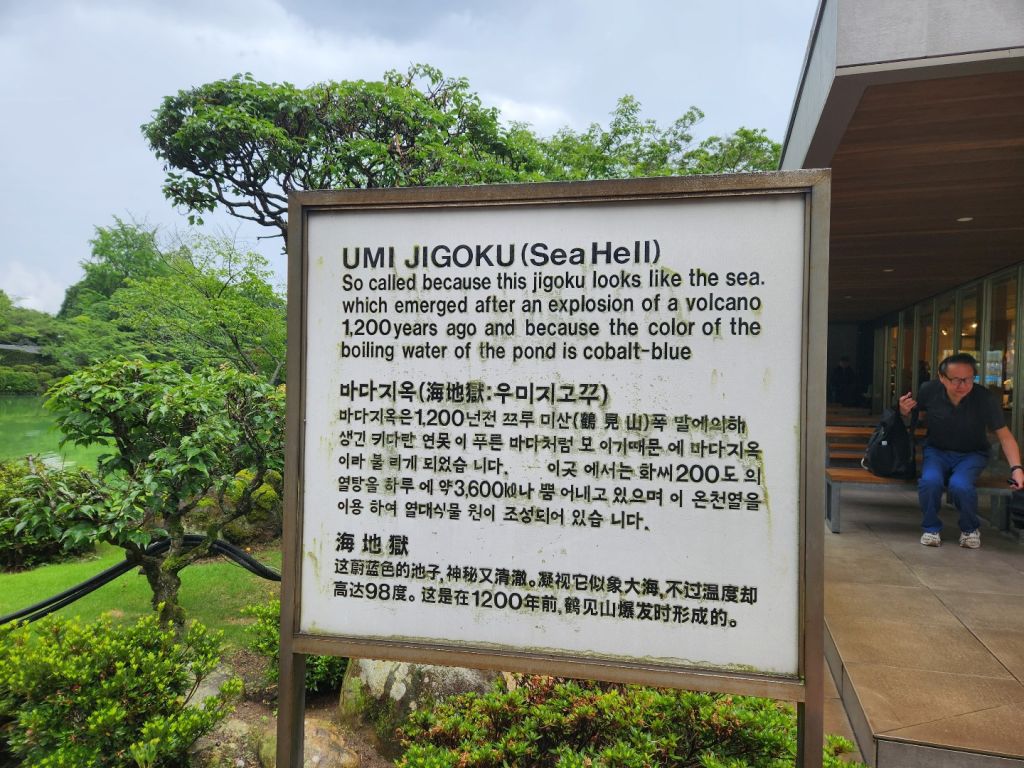 UMI JIGOKU(Sea Hell)
So called because this jigoku looks like the sea.
which emerged after an explosion of a volcano
1,200years ago and because the color of the
boiling water of the pond is cobalt-blue
바다지옥(海地獄:우미지고꾸)
바다지옥은1,200년전 쯔루 미산(鶴 見 山)폭 발에의해
생긴 키다란 연못 이 푸른 바다처럼 보 이기때문 에 바다지옥
이라 불 리게 되었습 니다. 이곳 에서는 화씨200도 의
열탕을 하루 에 약3,600㎘나 뿜 어내고 있으며 이 온천열을
이용 하여 열대식물 원이 조성되어 있습 니다.
海地獄
这蔚蓝色的池子,神秘又清澈。凝视它似象大海,不过温度却
高达98度。这是在1200年前,鹤见山爆发时形成的。